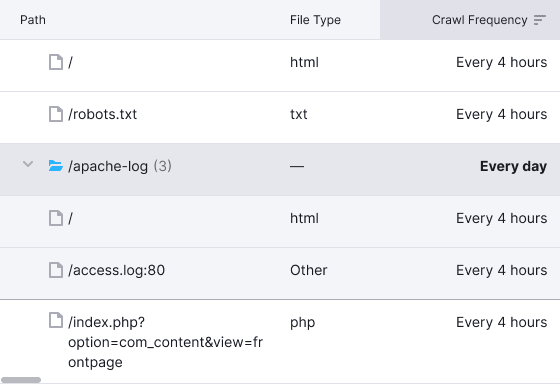 Path File Type Crawl Frequency
/ html Every 4 hours
/robots.txt txt Every 4 hours
/apache-log (3) — Every day
/ html Every 4 hours
/access.log:80 Other Every 4 hours
/index.php? php Every 4 hours
option=com_content&view=fr
ontpage